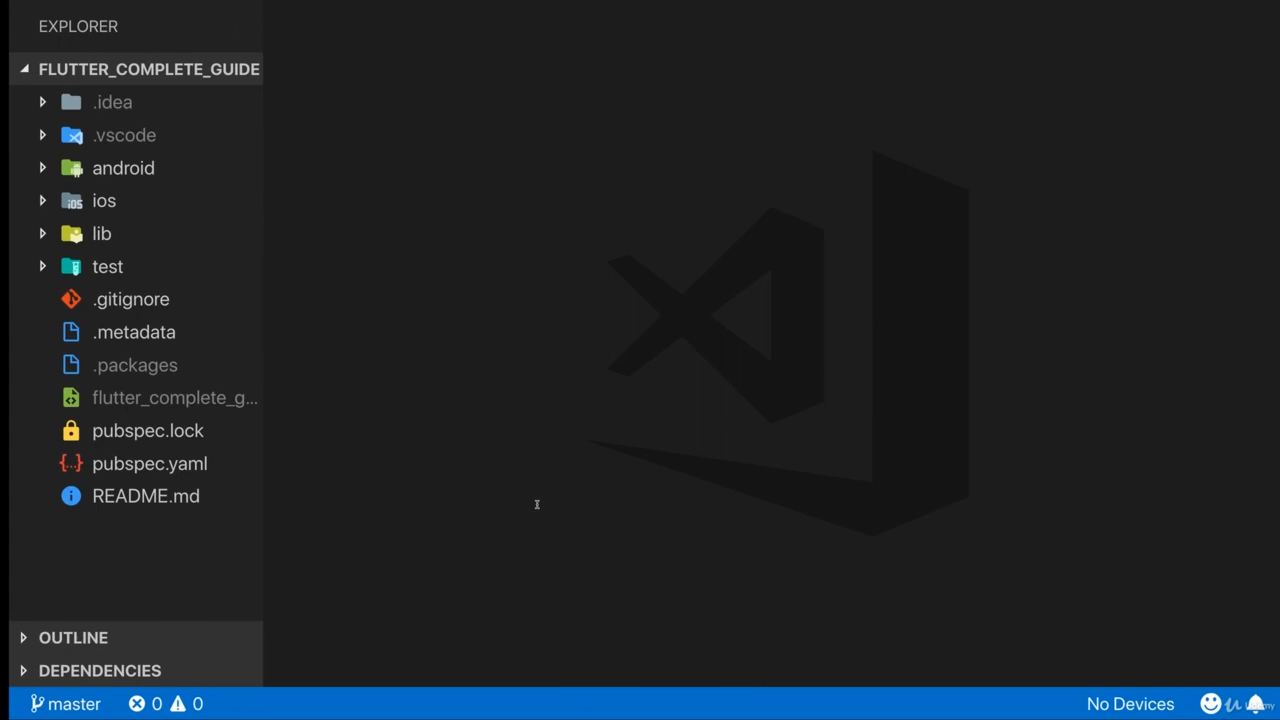 EXPLORER
FLUTTER_COMPLETE_GUIDE
.idea
.vscode
android
ios
lib
test
.gitignore
.metadata
.packages
flutter_complete_g...
pubspec.lock
pubspec.yaml
README.md
OUTLINE
DEPENDENCIES
master 0 0 No Devices Udemy